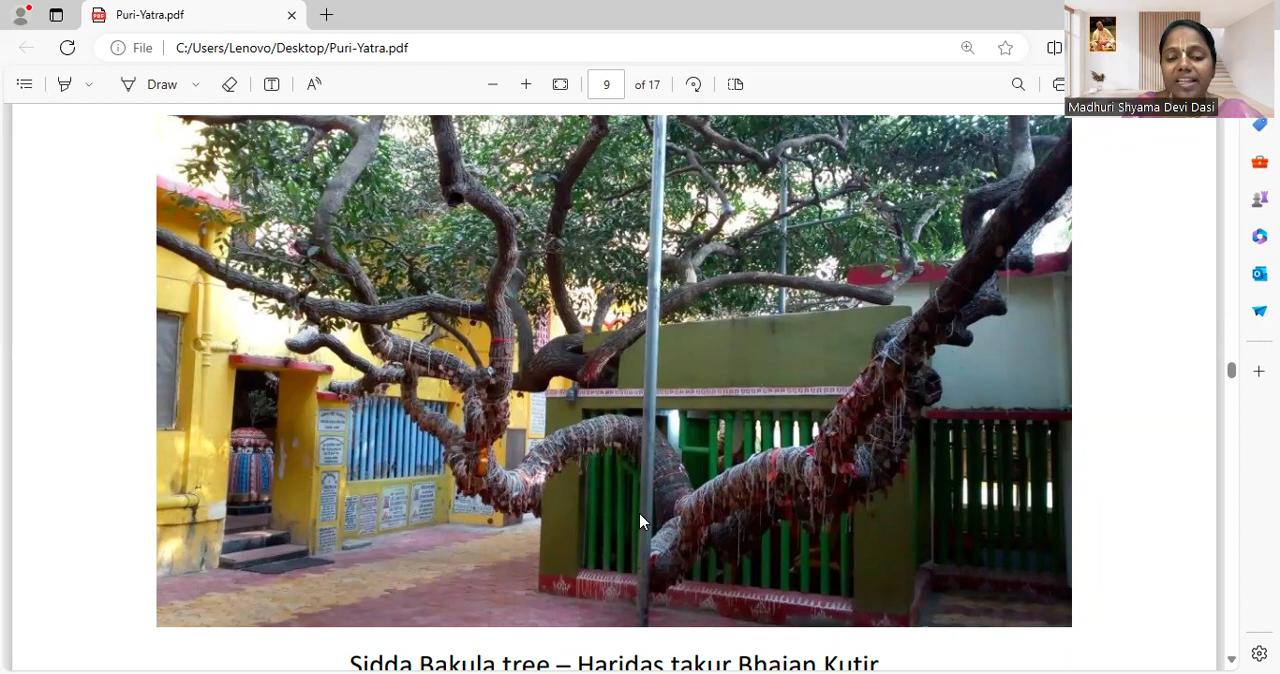 Puri-Yatra.pdf
File
C:/Users/Lenovo/Desktop/Puri-Yatra.pdf
Draw
9
of 17
Madhuri Shyama Devi Dasi
Sidda Bakula tree – Haridas takur Bhajan Kutir